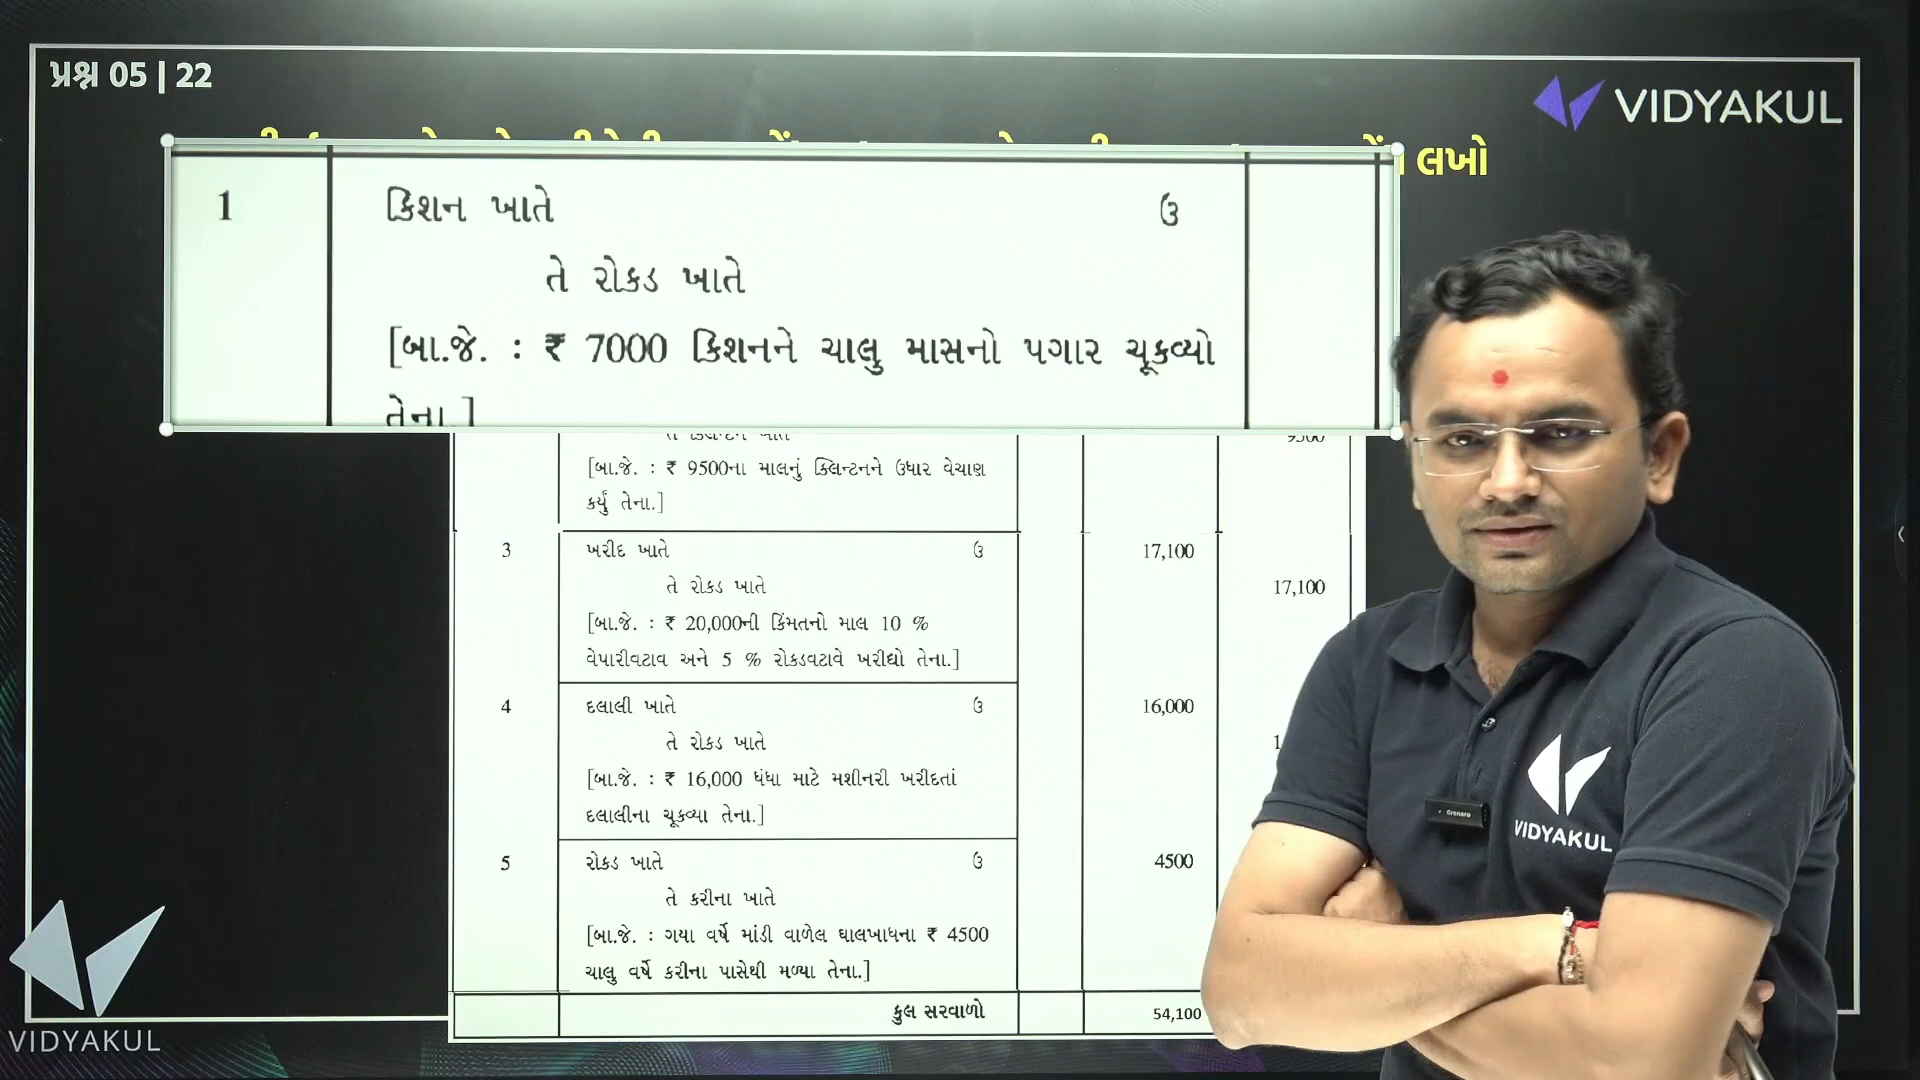 પ્રશ્ન 05 | 22
VIDYAKUL
લખો
1 કિશન ખાતે ઉ
તે રોકડ ખાતે
[બા.જે. : ₹ 7000 કિશનને ચાલુ માસનો પગાર ચૂકવ્યો
તેના.]
9500
[બા.જે. : ₹ 9500ના માલનું ક્લિન્ટનને ઉધાર વેચાણ
કર્યું તેના.]
3 ખરીદ ખાતે ઉ 17,100
તે રોકડ ખાતે 17,100
[બા.જે. : ₹ 20,000ની કિંમતનો માલ 10 %
વેપારીવટાવ અને 5 % રોકડવટાવે ખરીદ્યો તેના.]
4 દલાલી ખાતે ઉ 16,000
તે રોકડ ખાતે
[બા.જે. : ₹ 16,000 ધંધા માટે મશીનરી ખરીદતાં
દલાલીના ચૂકવ્યા તેના.]
5 રોકડ ખાતે ઉ 4500
તે કરીના ખાતે
[બા.જે. : ગયા વર્ષે માંડી વાળેલ ઘાલખાધના ₹ 4500
ચાલુ વર્ષે કરીના પાસેથી મળ્યા તેના.]
કુલ સરવાળો 54,100
VIDYAKUL
VIDYAKUL